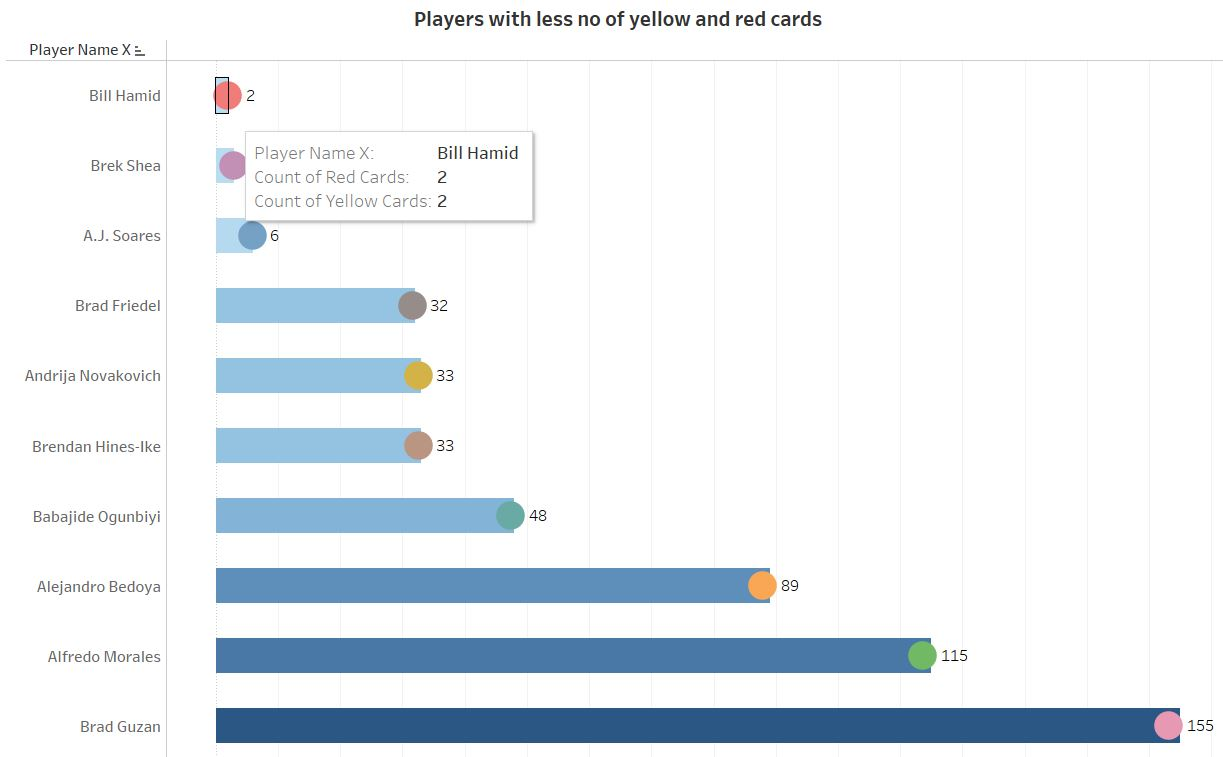 Players with less no of yellow and red cards
Player Name X
Bill Hamid 2
Brek Shea
Player Name X: Bill Hamid
Count of Red Cards: 2
Count of Yellow Cards: 2
A.J. Soares 6
Brad Friedel 32
Andrija Novakovich 33
Brendan Hines-Ike 33
Babajide Ogunbiyi 48
Alejandro Bedoya 89
Alfredo Morales 115
Brad Guzan 155